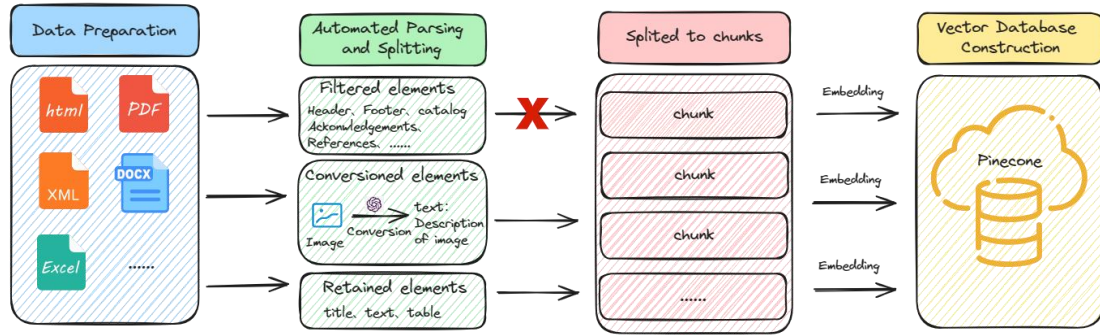 Data Preparation
html
PDF
XML
DOCX
Excel
......
Automated Parsing
and Splitting
Filtered elements
Header、Footer、catalog
Ackonwledgements、
References、......
Conversioned elements
Image
Conversion
text:
Description
of image
Retained elements
title、text、table
X
Splited to chunks
chunk
chunk
chunk
......
Embedding
Embedding
Embedding
Vector Database
Construction
Pinecone